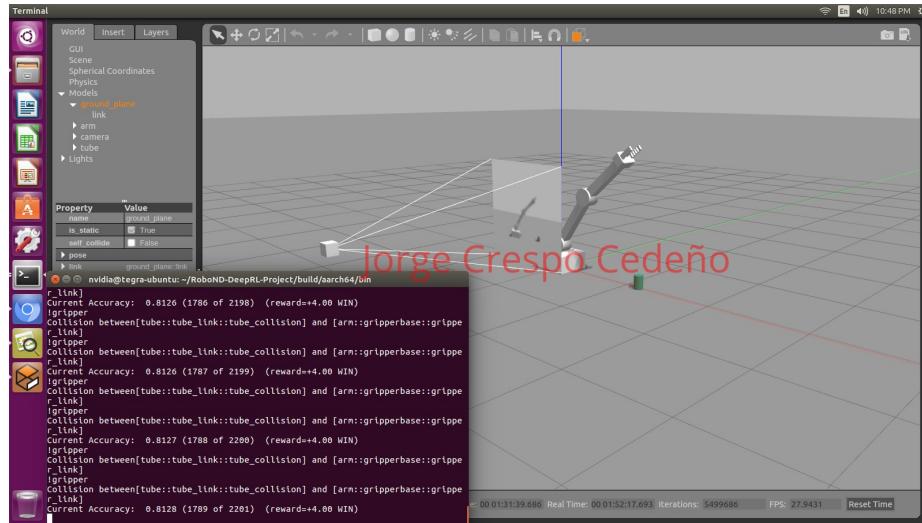 Terminal
En
10:48 PM
World Insert Layers
GUI
Scene
Spherical Coordinates
Physics
Models
ground_plane
link
arm
camera
tube
Lights
Property Value
name ground_plane
is_static True
self_collide False
pose
link ground_plane::link
Jorge Crespo Cedeño
nvidia@tegra-ubuntu: ~/RoboND-DeepRL-Project/build/aarch64/bin
r_link]
Current Accuracy: 0.8126 (1786 of 2198) (reward=+4.00 WIN)
!gripper
Collision between[tube::tube_link::tube_collision] and [arm::gripperbase::grippe
r_link]
!gripper
Collision between[tube::tube_link::tube_collision] and [arm::gripperbase::grippe
r_link]
Current Accuracy: 0.8126 (1787 of 2199) (reward=+4.00 WIN)
!gripper
Collision between[tube::tube_link::tube_collision] and [arm::gripperbase::grippe
r_link]
!gripper
Collision between[tube::tube_link::tube_collision] and [arm::gripperbase::grippe
r_link]
Current Accuracy: 0.8127 (1788 of 2200) (reward=+4.00 WIN)
!gripper
Collision between[tube::tube_link::tube_collision] and [arm::gripperbase::grippe
r_link]
!gripper
Collision between[tube::tube_link::tube_collision] and [arm::gripperbase::grippe
r_link]
Current Accuracy: 0.8128 (1789 of 2201) (reward=+4.00 WIN)
00 01:31:39.686 Real Time: 00 01:52:17.693 Iterations: 5499686 FPS: 27.9431 Reset Time